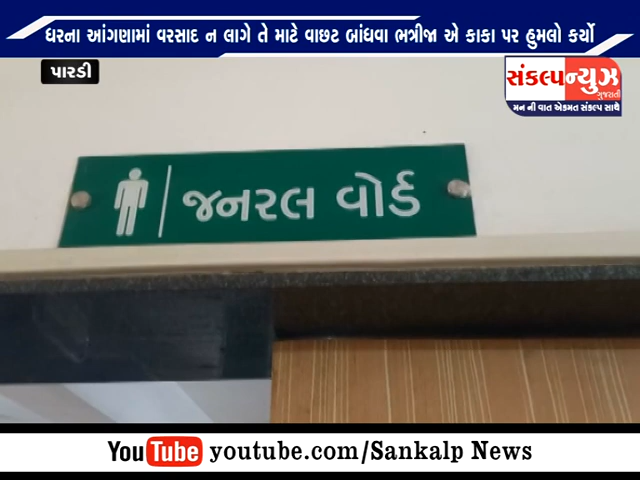 ઘરના આંગણામાં વરસાદ ન લાગે તે માટે વાછટ બાંધવા ભત્રીજા એ કાકા પર હુમલો કર્યો
પારડી
સંકલ્પન્યુઝ
ગુજરાતી
મન ની વાત એકમત સંકલ્પ સાથે
જનરલ વોર્ડ
YouTube youtube.com/Sankalp News